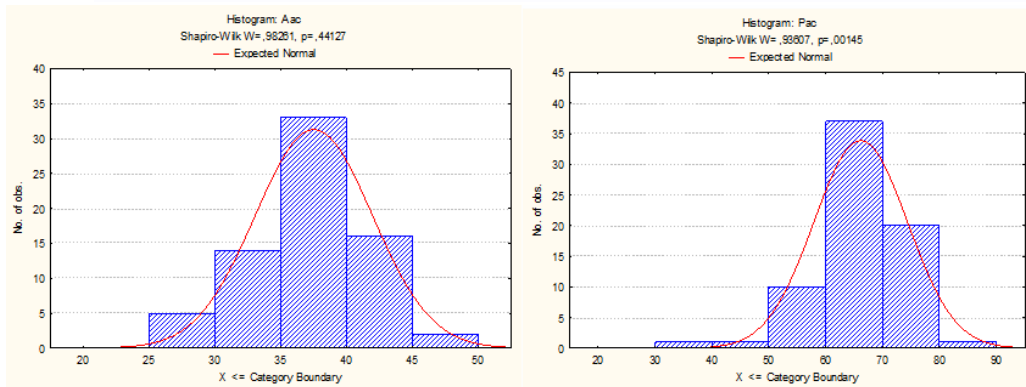 Histogram: Aac
Shapiro-Wilk W= ,98261, p= ,44127
Expected Normal
40
35
30
25
20
15
10
5
0
No. of obs.
20 25 30 35 40 45 50
X <= Category Boundary
Histogram: Pac
Shapiro-Wilk W= ,93607, p= ,00145
Expected Normal
45
40
35
30
25
20
15
10
5
0
No. of obs.
20 30 40 50 60 70 80 90
X <= Category Boundary